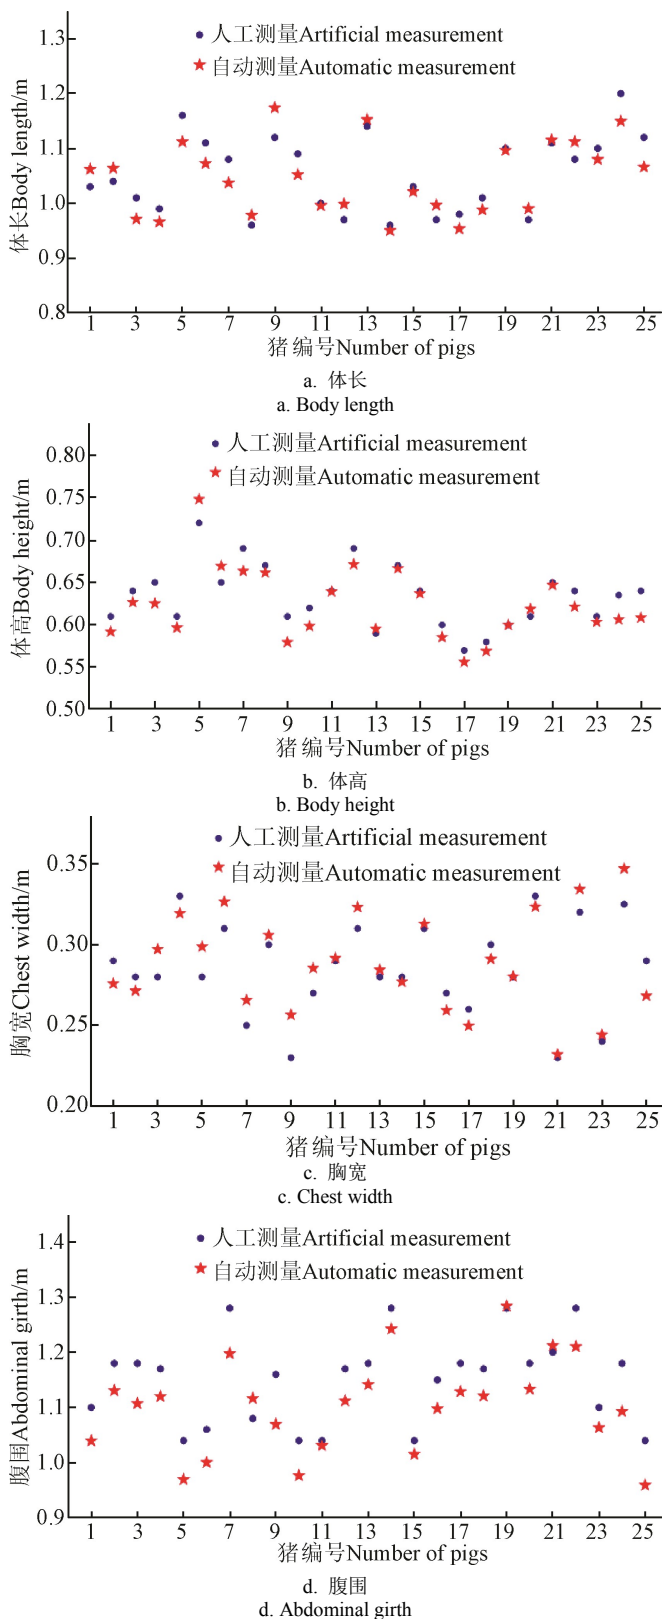 1.3
人工测量Artificial measurement
自动测量Automatic measurement
1.2
1.1
1.0
0.9
0.8
体长Body length/m
1 3 5 7 9 11 13 15 17 19 21 23 25
猪编号Number of pigs
a. 体长
a. Body length
人工测量Artificial measurement
自动测量Automatic measurement
0.80
0.75
0.70
0.65
0.60
0.55
0.50
体高Body height/m
1 3 5 7 9 11 13 15 17 19 21 23 25
猪编号Number of pigs
b. 体高
b. Body height
人工测量Artificial measurement
自动测量Automatic measurement
0.35
0.30
0.25
0.20
胸宽Chest width/m
1 3 5 7 9 11 13 15 17 19 21 23 25
猪编号Number of pigs
c. 胸宽
c. Chest width
人工测量Artificial measurement
自动测量Automatic measurement
1.4
1.3
1.2
1.1
1.0
0.9
腹围Abdominal girth/m
1 3 5 7 9 11 13 15 17 19 21 23 25
猪编号Number of pigs
d. 腹围
d. Abdominal girth